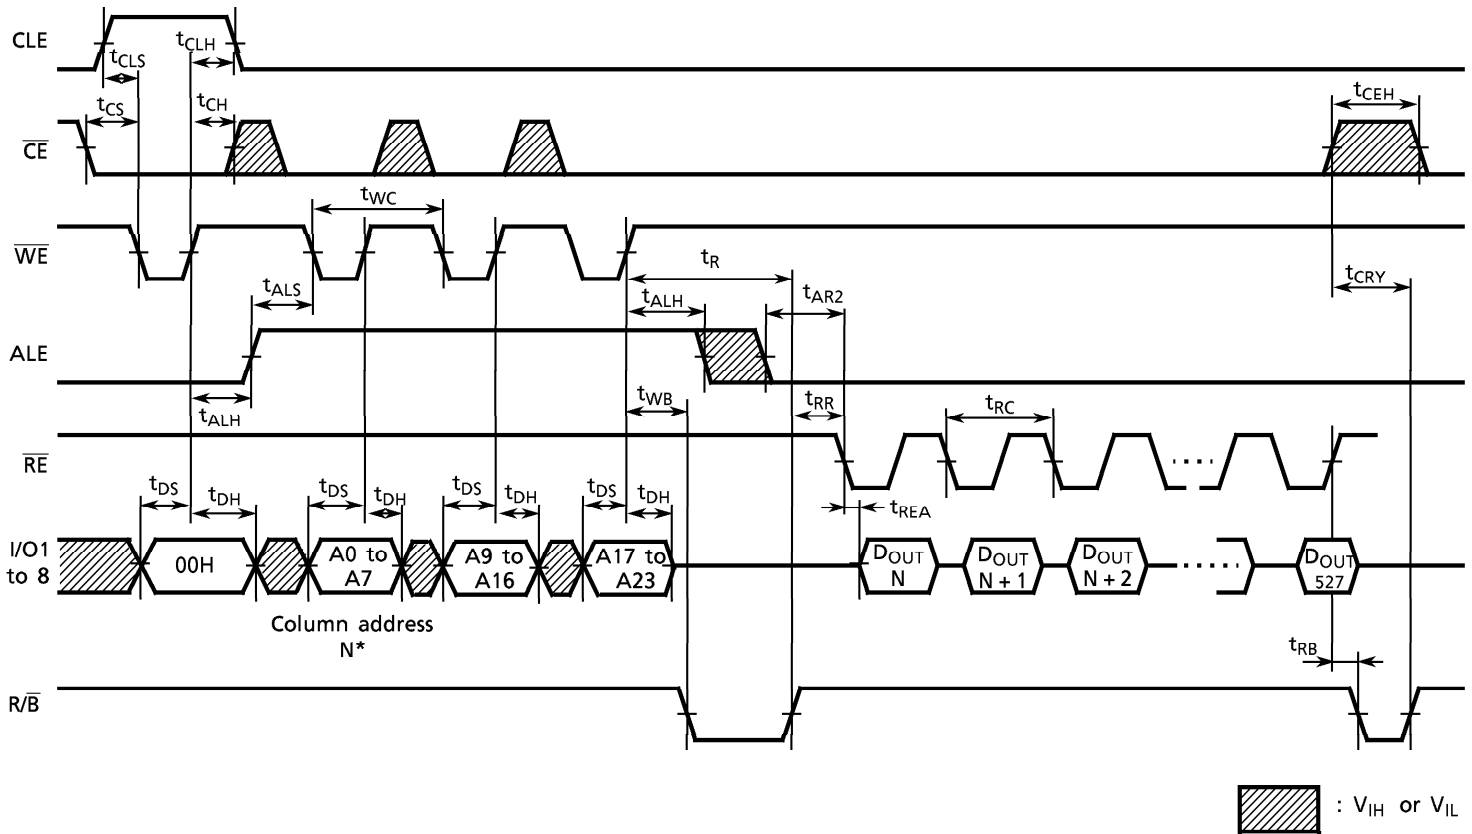 CLE
tCLS
tCLH
CE
tCS
tCH
tCEH
WE
tWC
tR
tCRY
ALE
tALS
tALH
tAR2
tALH
tWB
tRR
tRC
RE
tDS
tDH
tDS
tDH
tDS
tDH
tDS
tDH
tREA
I/O1
to 8
00H
A0 to
A7
A9 to
A16
A17 to
A23
DOUT
N
DOUT
N + 1
DOUT
N + 2
DOUT
527
Column address
N*
tRB
R/B
: VIH or VIL